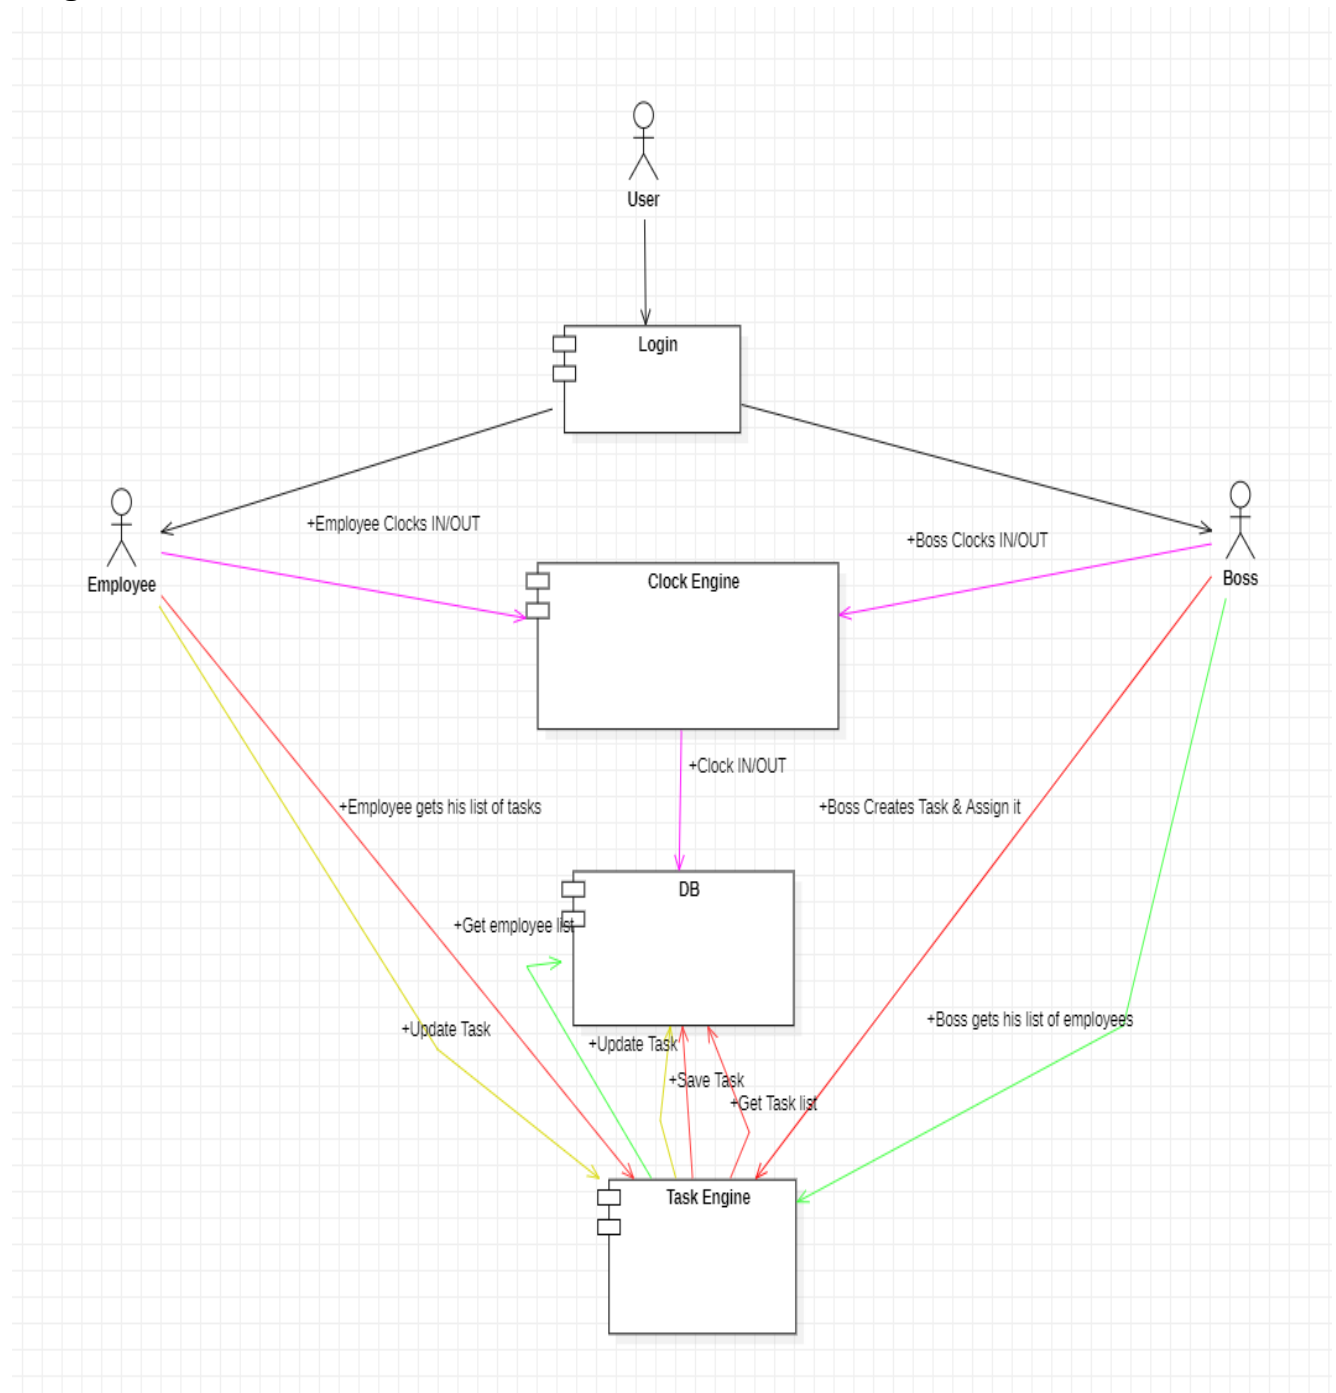 User
Login
+Employee Clocks IN/OUT
+Boss Clocks IN/OUT
Employee
Clock Engine
Boss
+Clock IN/OUT
+Employee gets his list of tasks
+Boss Creates Task & Assign it
DB
+Get employee list
+Boss gets his list of employees
+Update Task
+Update Task
+Save Task
+Get Task list
Task Engine